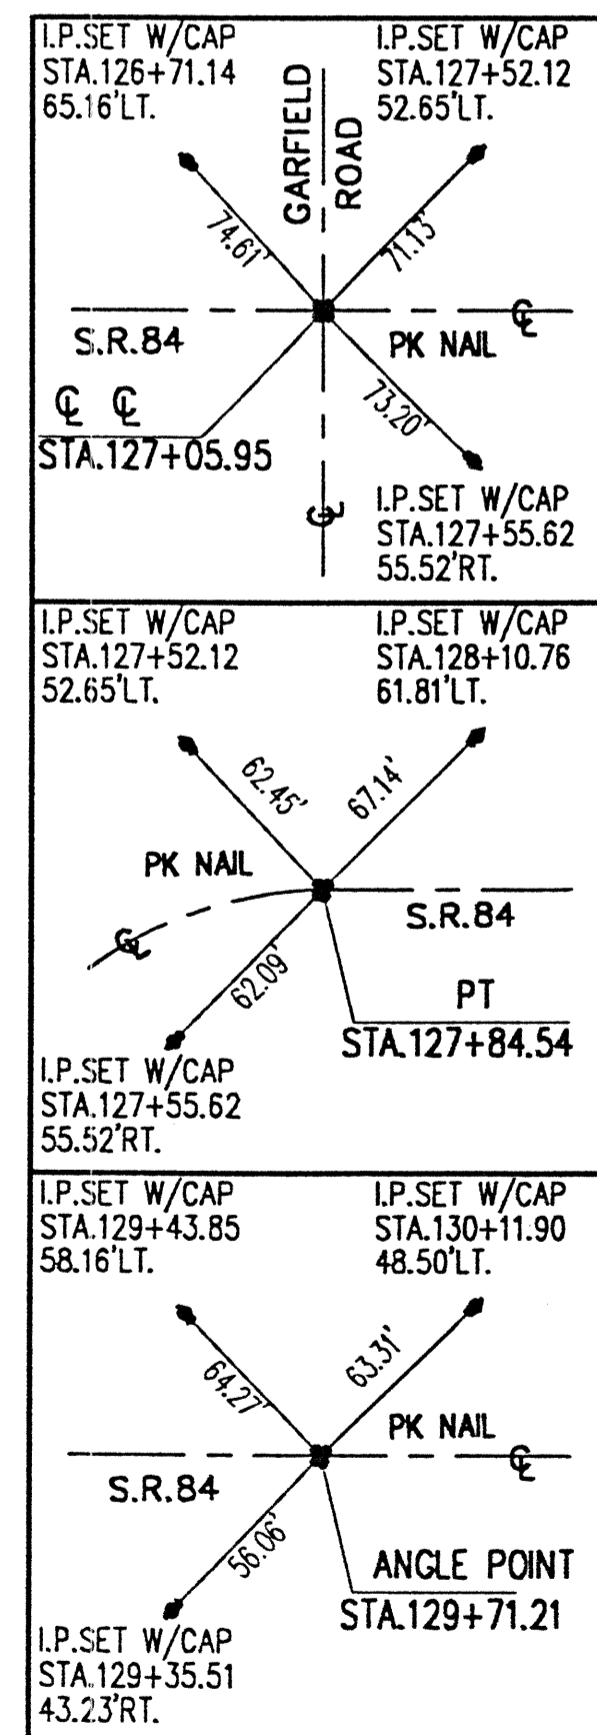 I.P.SET W/CAP
STA.126+71.14
65.16'LT.
I.P.SET W/CAP
STA.127+52.12
52.65'LT.
GARFIELD
ROAD
74.61'
71.13'
S.R.84
PK NAIL
℄
℄ ℄
STA.127+05.95
73.20'
℄
I.P.SET W/CAP
STA.127+55.62
55.52'RT.
I.P.SET W/CAP
STA.127+52.12
52.65'LT.
I.P.SET W/CAP
STA.128+10.76
61.81'LT.
62.45'
67.14'
PK NAIL
℄
S.R.84
62.09'
PT
STA.127+84.54
I.P.SET W/CAP
STA.127+55.62
55.52'RT.
I.P.SET W/CAP
STA.129+43.85
58.16'LT.
I.P.SET W/CAP
STA.130+11.90
48.50'LT.
64.27'
63.31'
PK NAIL
℄
S.R.84
56.06'
ANGLE POINT
STA.129+71.21
I.P.SET W/CAP
STA.129+35.51
43.23'RT.